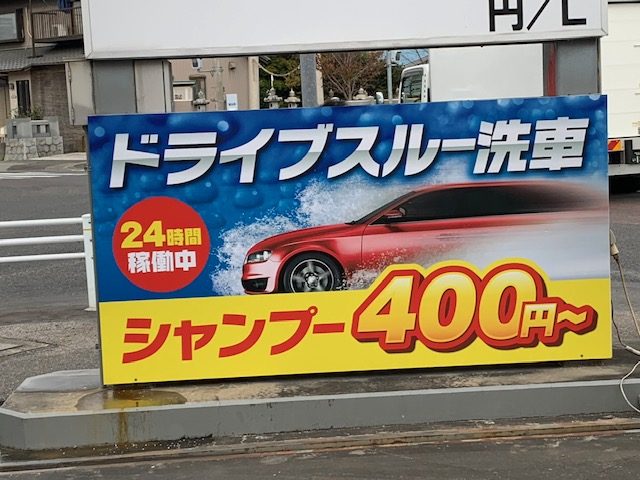 円/L
ドライブスルー洗車
24時間
稼働中
シャンプー400円～